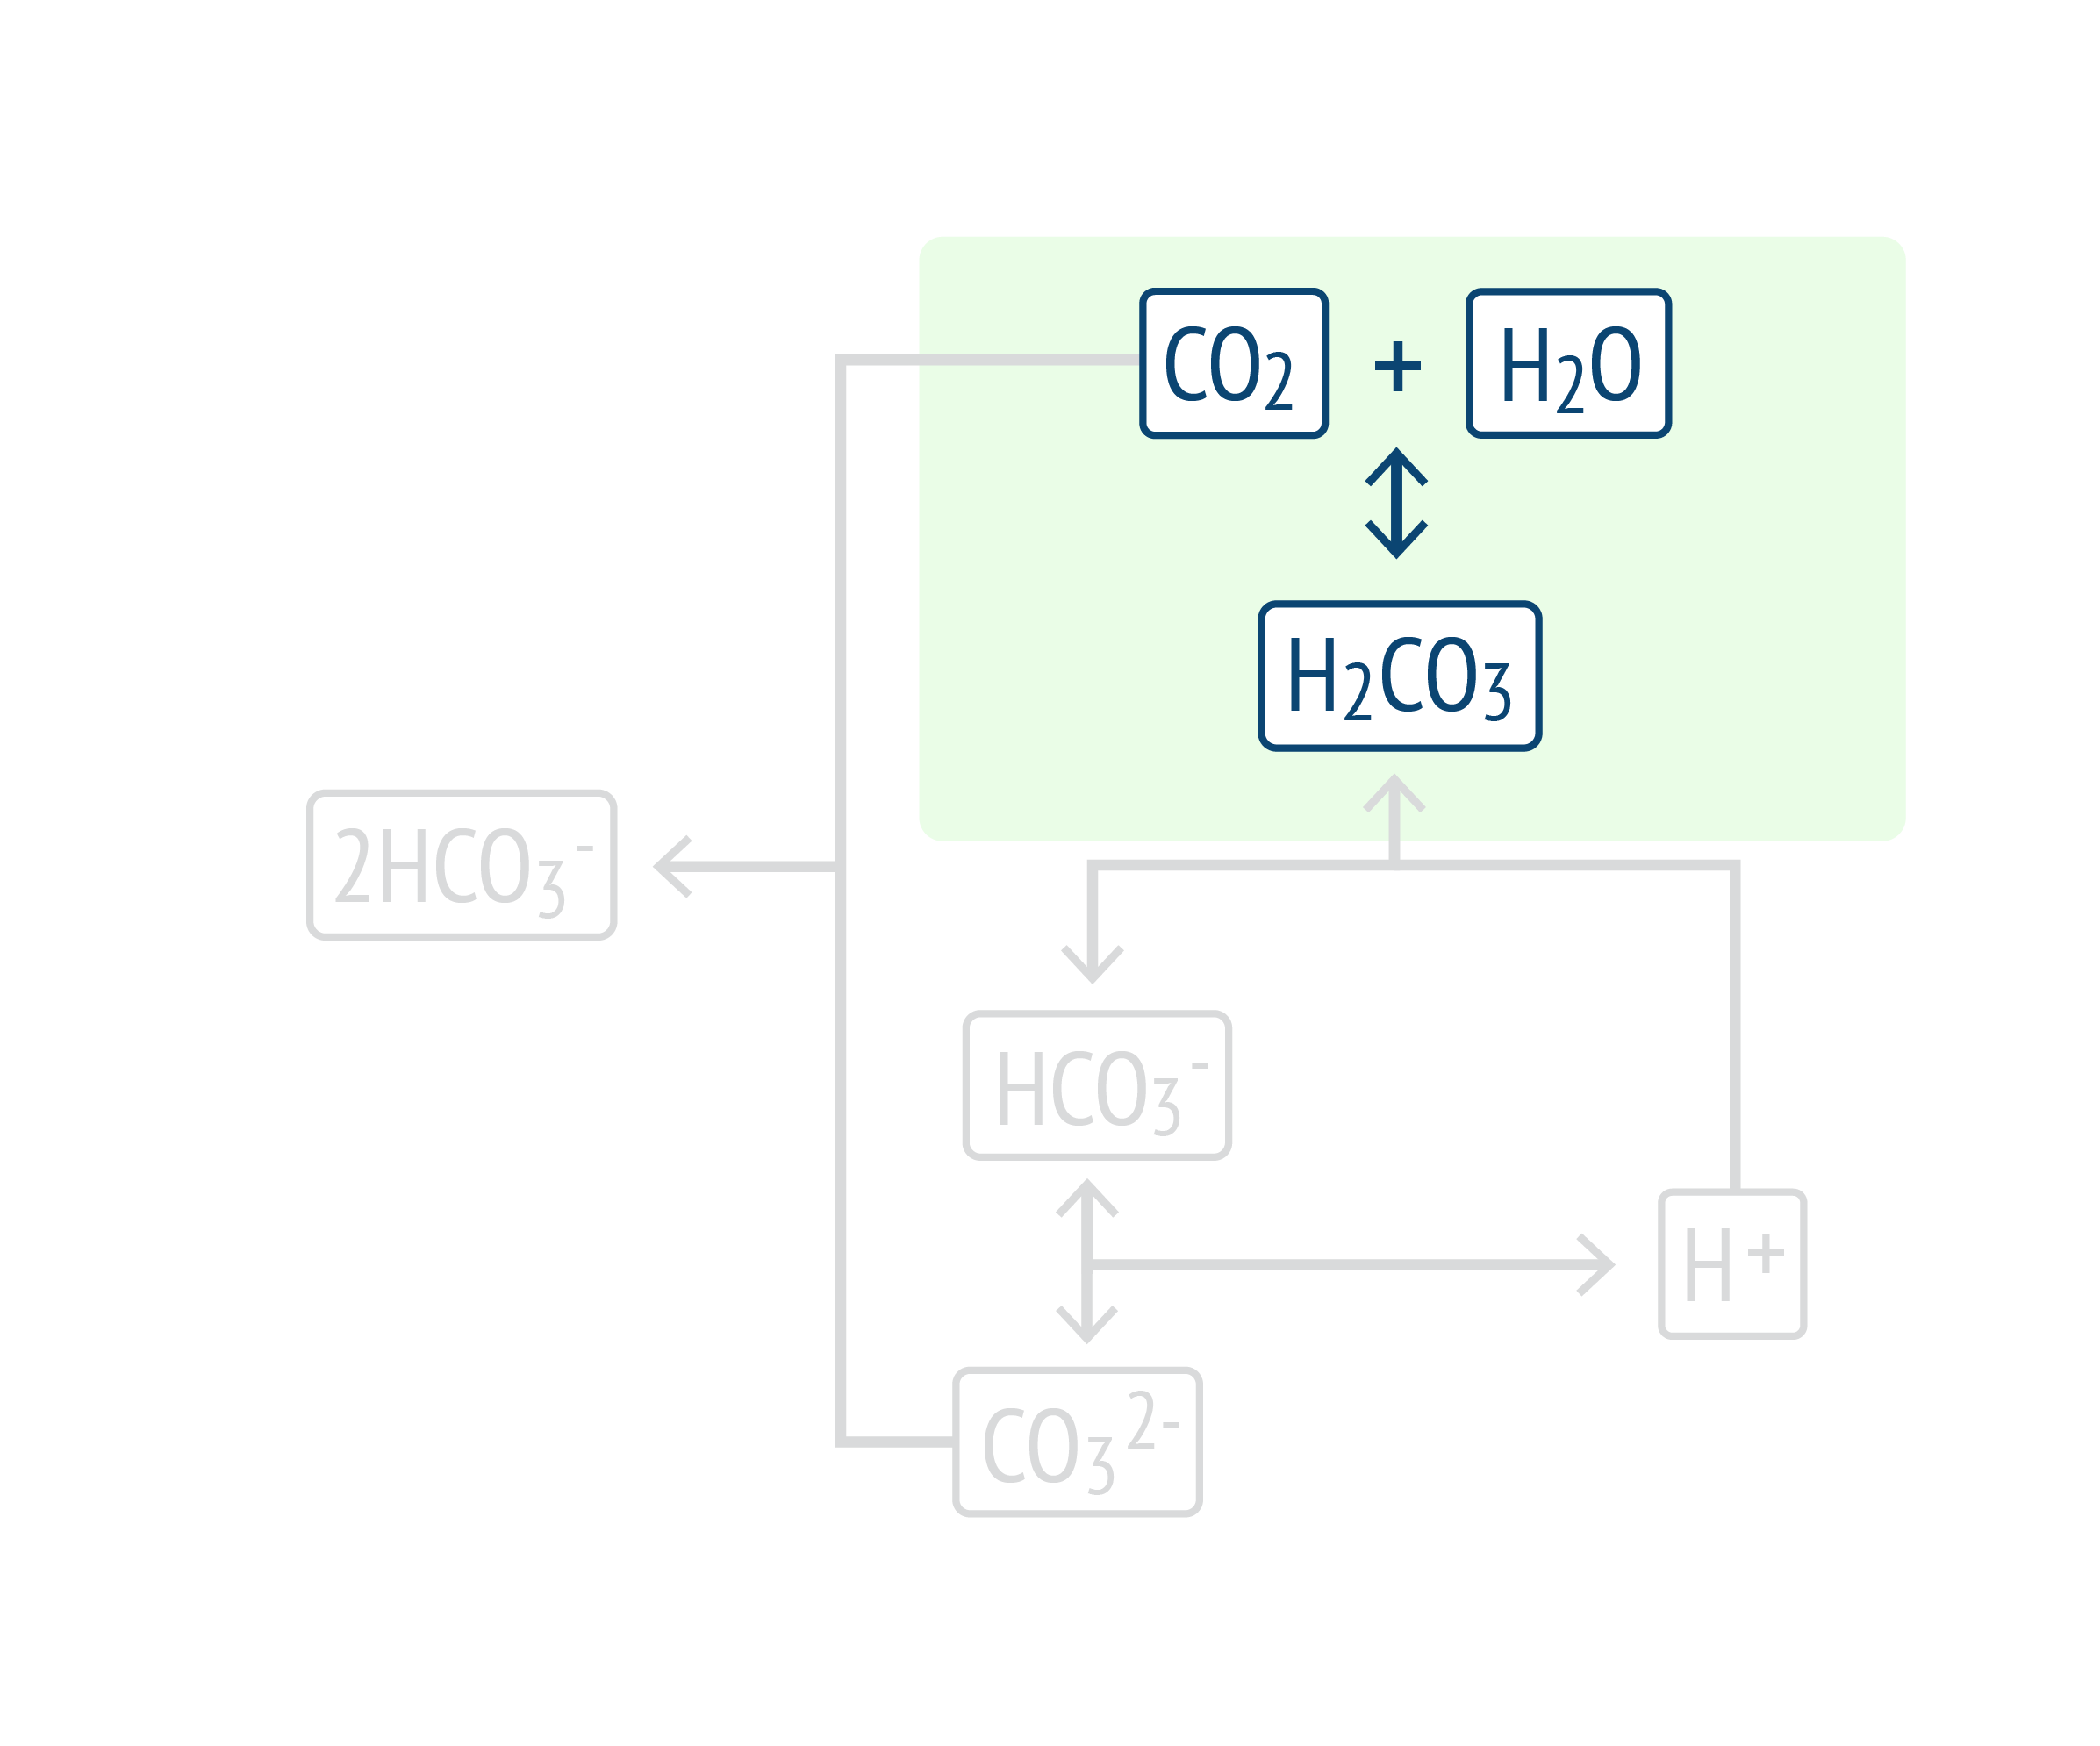 CO₂ + H₂O
H₂CO₃
2HCO₃⁻
HCO₃⁻
H⁺
CO₃²⁻